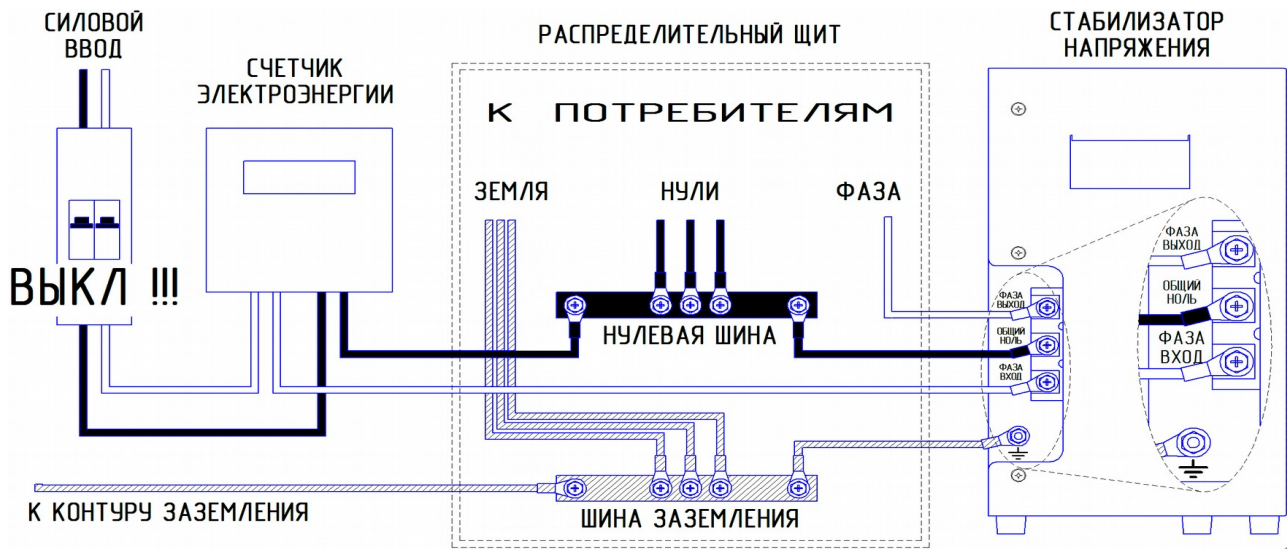 СИЛОВОЙ
ВВОД
СЧЕТЧИК
ЭЛЕКТРОЭНЕРГИИ
РАСПРЕДЕЛИТЕЛЬНЫЙ ЩИТ
СТАБИЛИЗАТОР
НАПРЯЖЕНИЯ
К ПОТРЕБИТЕЛЯМ
ЗЕМЛЯ
НУЛИ
ФАЗА
ВЫКЛ !!!
НУЛЕВАЯ ШИНА
ФАЗА
ВЫХОД
ОБЩИЙ
НОЛЬ
ФАЗА
ВХОД
ФАЗА
ВЫХОД
ОБЩИЙ
НОЛЬ
ФАЗА
ВХОД
К КОНТУРУ ЗАЗЕМЛЕНИЯ
ШИНА ЗАЗЕМЛЕНИЯ